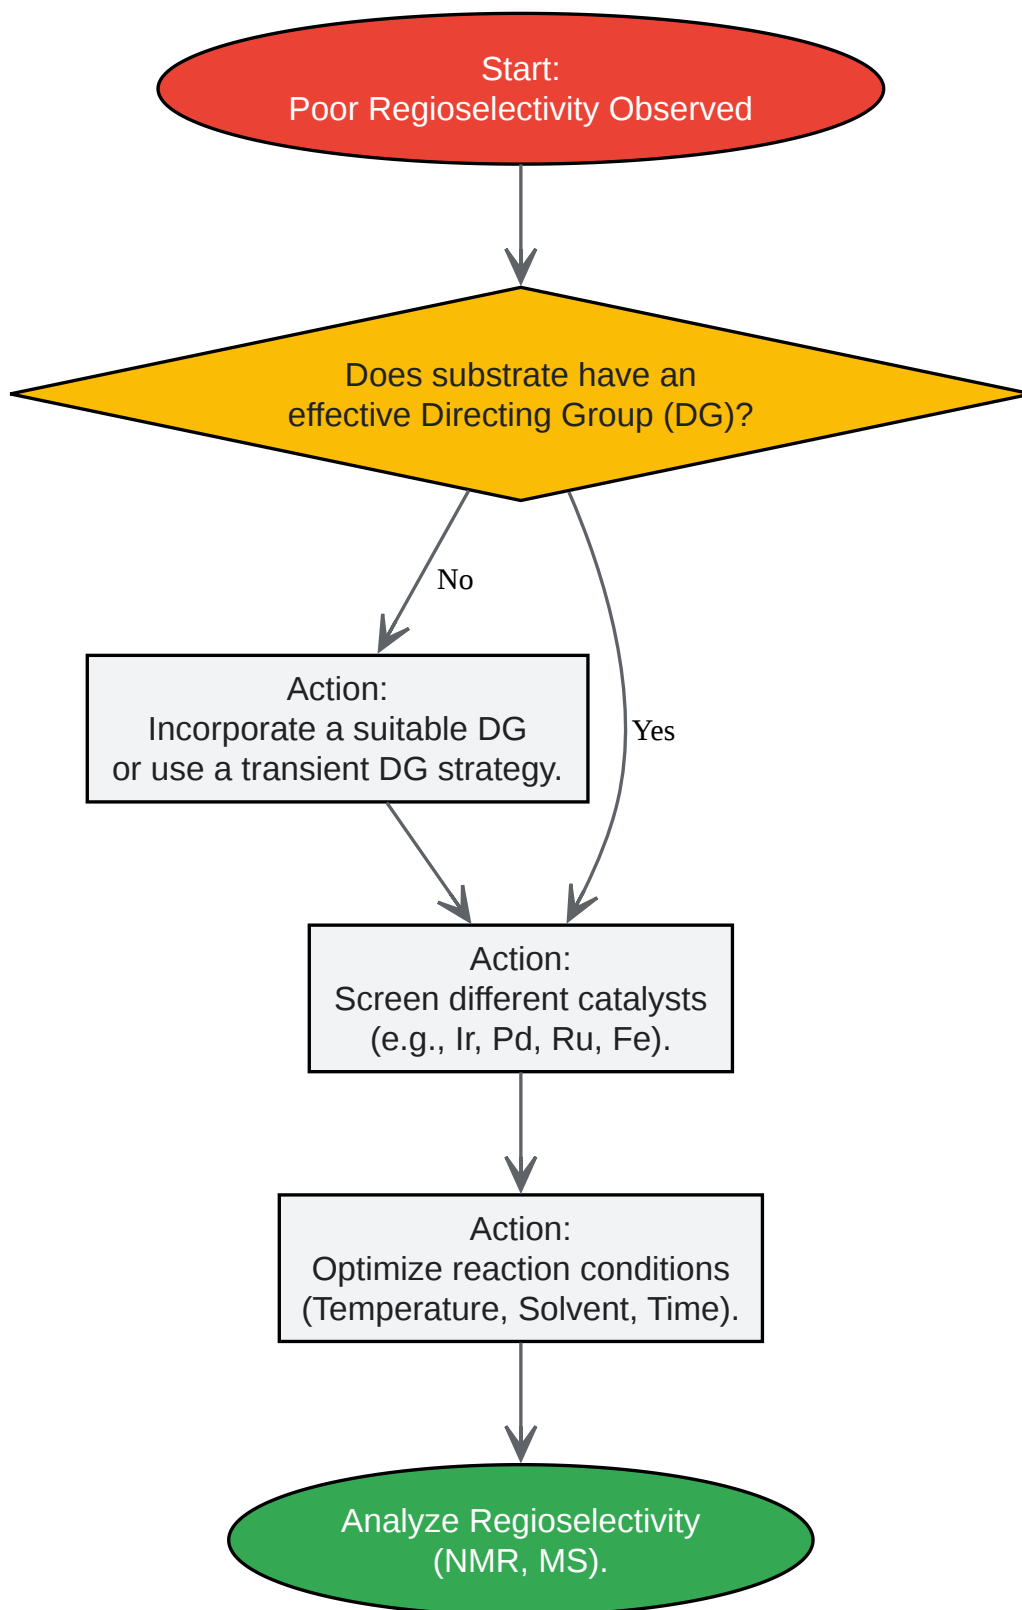 Start:
Poor Regioselectivity Observed
Does substrate have an
effective Directing Group (DG)?
No
Action:
Incorporate a suitable DG
or use a transient DG strategy.
Yes
Action:
Screen different catalysts
(e.g., Ir, Pd, Ru, Fe).
Action:
Optimize reaction conditions
(Temperature, Solvent, Time).
Analyze Regioselectivity
(NMR, MS).